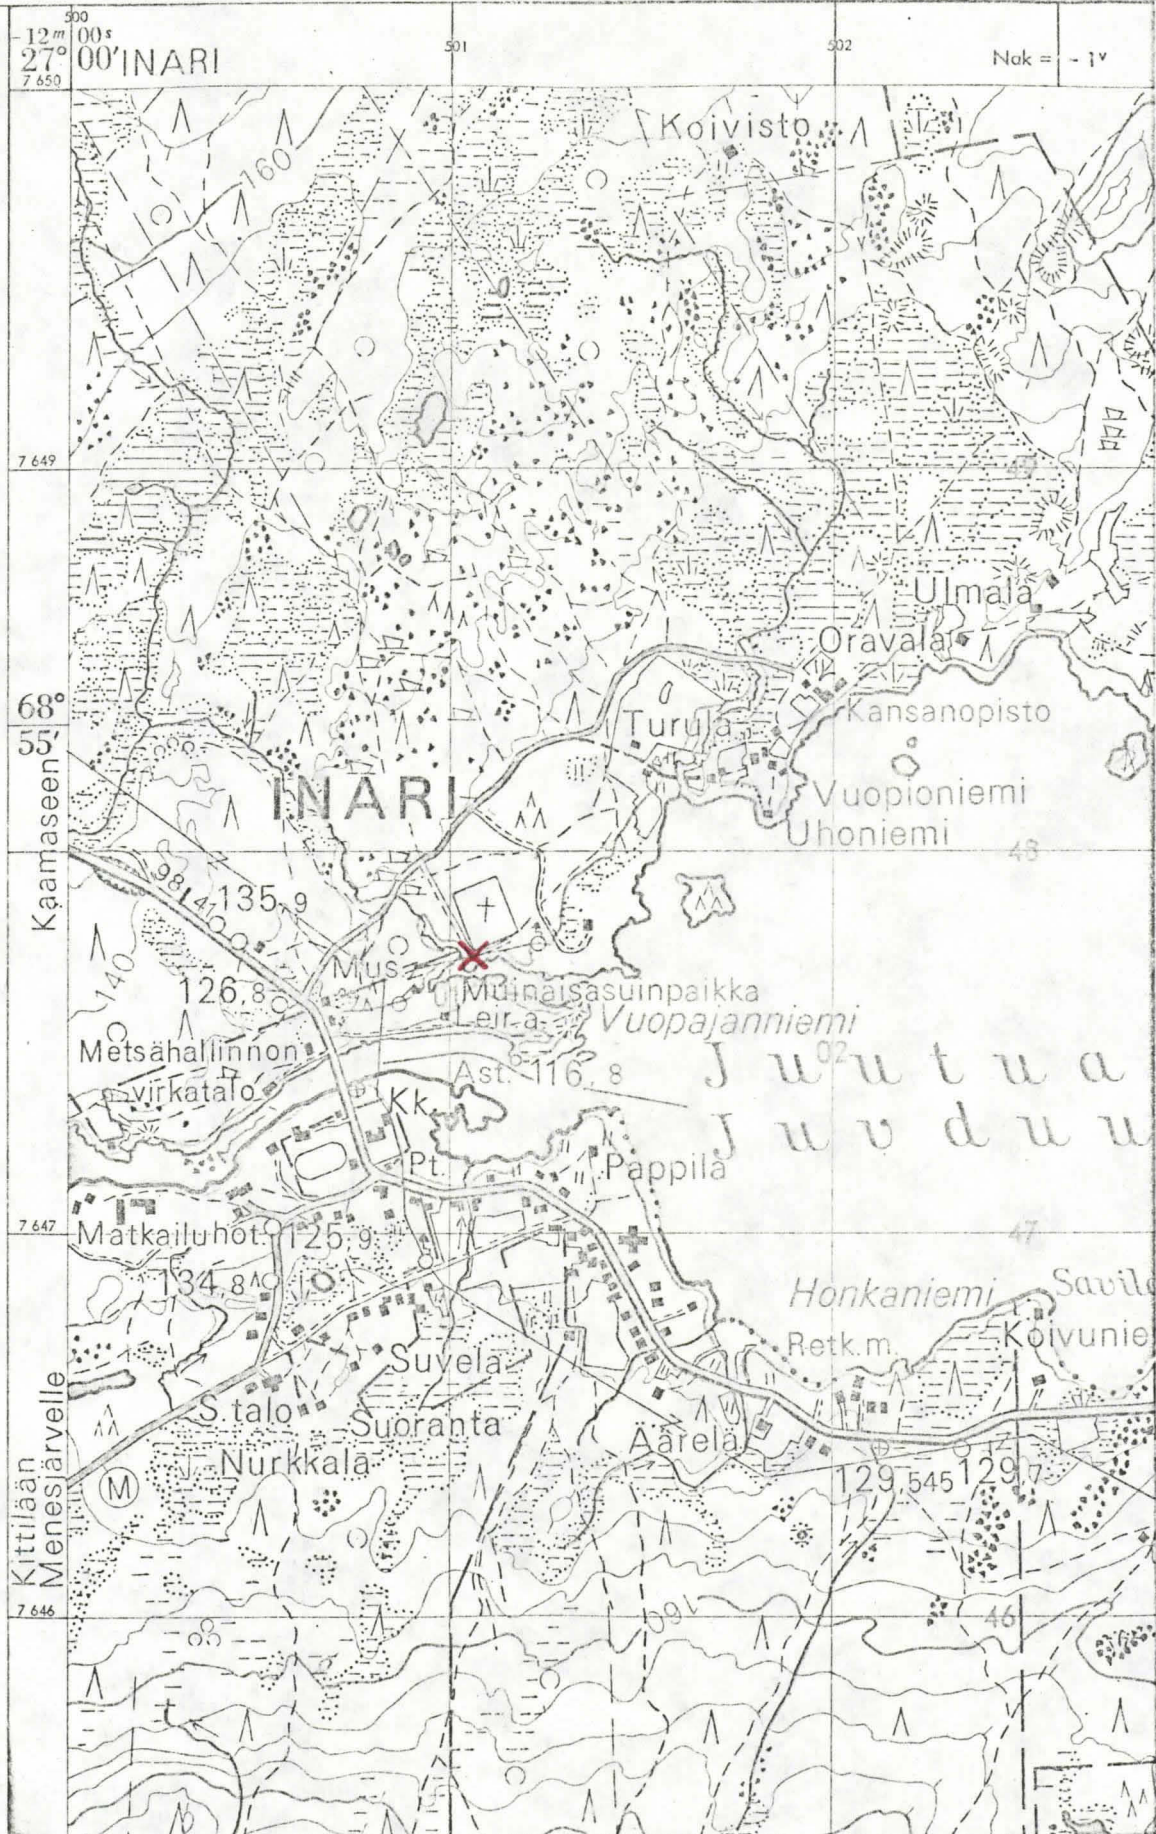 500
-12ᵐ 00ˢ
27° 00' INARI
501
502
Nak = - 1ᵛ
7 650
Koivisto
160
7 649
49
Ulmala
Oravala
68°
55'
Kansanopisto
Turula
INARI
Vuopioniemi
Uhoniemi
48
Kaamaseen
98,4
135,9
140
Mus.
126,8
Muinaisasuinpaikka
Leir.a.
Vuopajanniemi
Metsähallinnon
virkatalo
02
Juutua
Ast. 116,8
Kk.
Juvduu
Pt.
Pappila
7 647
Matkailuhot.
125,9
47
134,8
Honkaniemi
Retk.m.
Suvela
S.talo
Suoranta
Äärelä
Nurkkala
129,545
129,7
M
Kittilään
Menesjärvelle
7 646
160
46